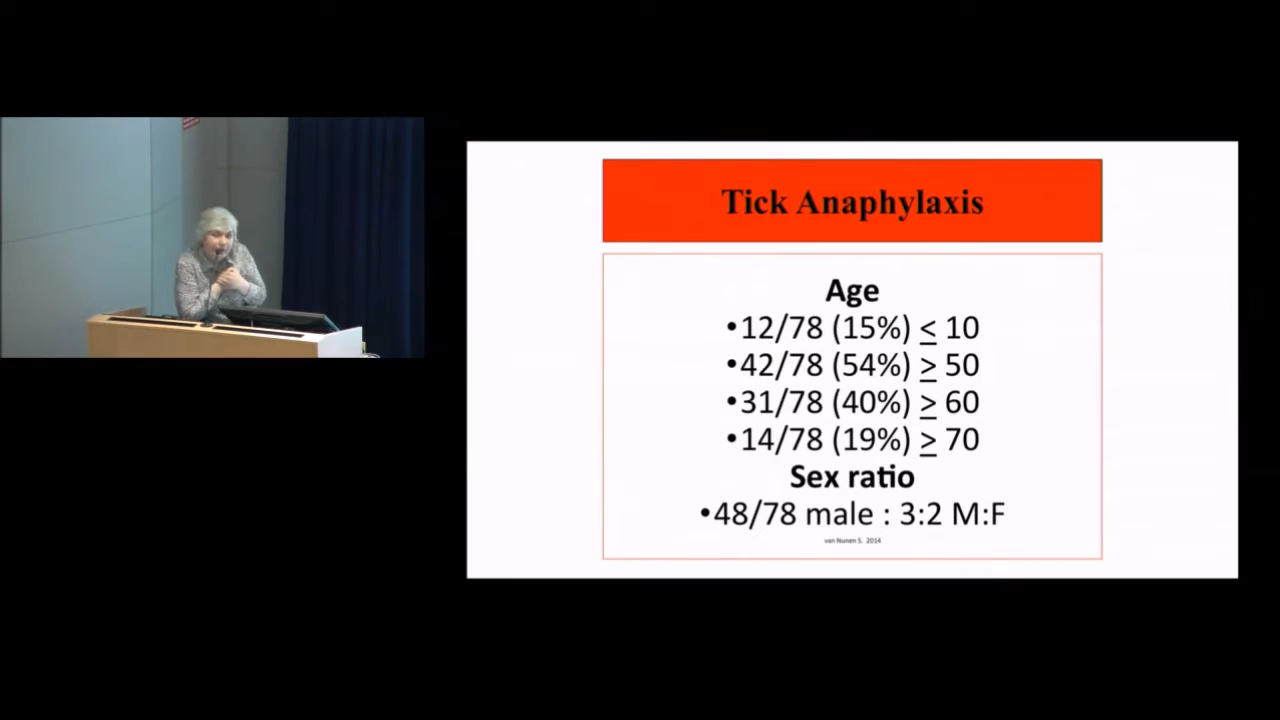 Tick Anaphylaxis
Age
•12/78 (15%) ≤ 10
•42/78 (54%) ≥ 50
•31/78 (40%) ≥ 60
•14/78 (19%) ≥ 70
Sex ratio
•48/78 male : 3:2 M:F
van Nunen S. 2014